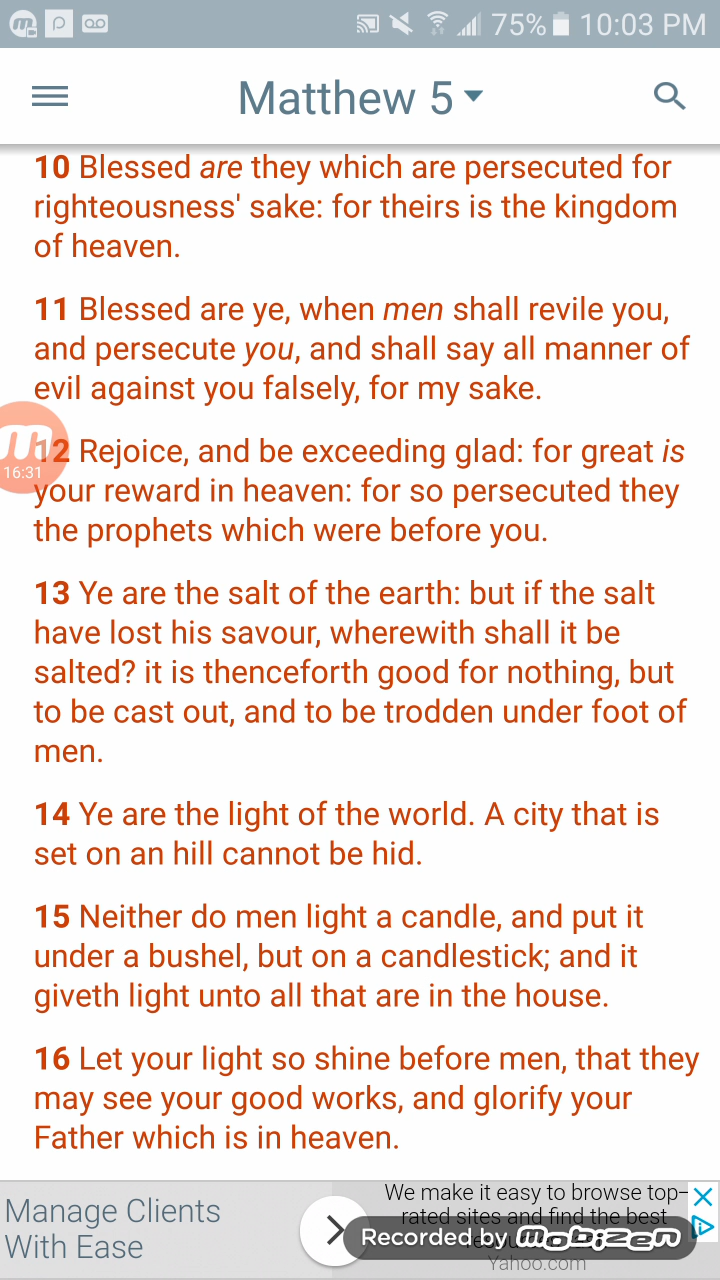 75% 10:03 PM
Matthew 5
10 Blessed are they which are persecuted for
righteousness' sake: for theirs is the kingdom
of heaven.
11 Blessed are ye, when men shall revile you,
and persecute you, and shall say all manner of
evil against you falsely, for my sake.
12 Rejoice, and be exceeding glad: for great is
16:31
your reward in heaven: for so persecuted they
the prophets which were before you.
13 Ye are the salt of the earth: but if the salt
have lost his savour, wherewith shall it be
salted? it is thenceforth good for nothing, but
to be cast out, and to be trodden under foot of
men.
14 Ye are the light of the world. A city that is
set on an hill cannot be hid.
15 Neither do men light a candle, and put it
under a bushel, but on a candlestick; and it
giveth light unto all that are in the house.
16 Let your light so shine before men, that they
may see your good works, and glorify your
Father which is in heaven.
Manage Clients
With Ease
We make it easy to browse top-
rated sites and find the best
Recorded by mobizen
Yahoo.com